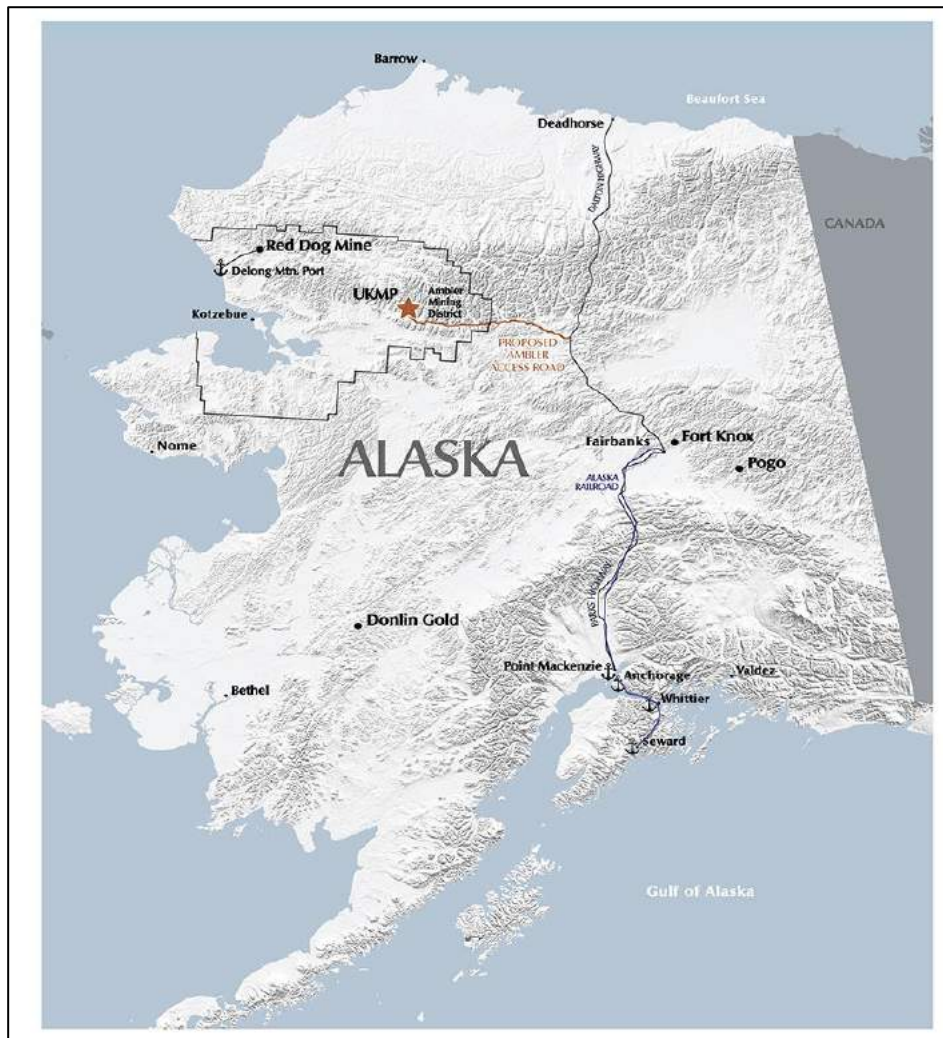 Barrow
Beaufort Sea
Deadhorse
DALTON HIGHWAY
CANADA
Red Dog Mine
Delong Mtn. Port
UKMP
Ambler
Mining
District
Kotzebue
PROPOSED
AMBLER
ACCESS ROAD
Nome
ALASKA
Fairbanks
Fort Knox
Pogo
ALASKA
RAILROAD
PARKS HIGHWAY
Donlin Gold
Point Mackenzie
Anchorage
Valdez
Bethel
Whittier
Seward
Gulf of Alaska